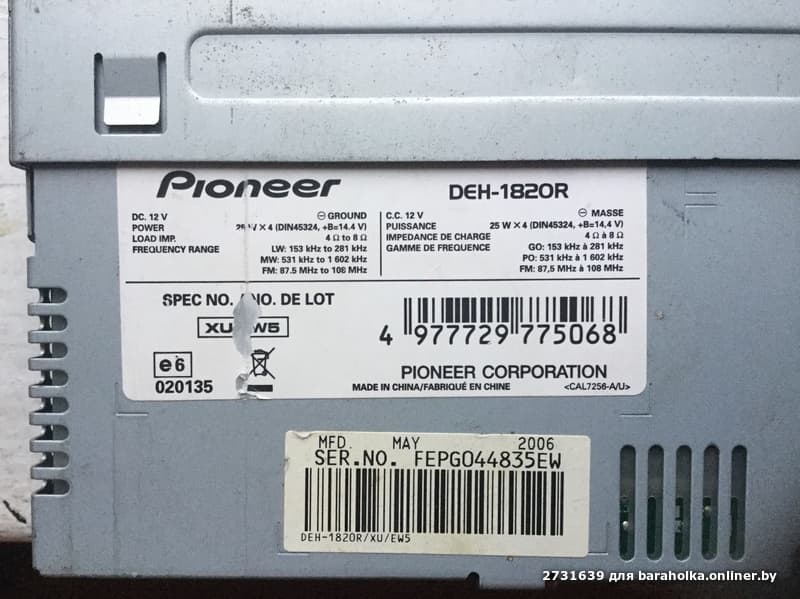 Pioneer DEH-1820R
DC. 12 V ⊖ GROUND
POWER × 4 (DIN45324, +B=14.4 V)
LOAD IMP. 4 Ω to 8 Ω
FREQUENCY RANGE LW: 153 kHz to 281 kHz
MW: 531 kHz to 1 602 kHz
FM: 87.5 MHz to 108 MHz
C.C. 12 V ⊖ MASSE
PUISSANCE 25 W × 4 (DIN45324, +B=14,4 V)
IMPEDANCE DE CHARGE 4 Ω à 8 Ω
GAMME DE FREQUENCE GO: 153 kHz à 281 kHz
PO: 531 kHz à 1 602 kHz
FM: 87,5 MHz à 108 MHz
SPEC NO. NO. DE LOT
XU EW5
e6
020135
4 977729 775068
PIONEER CORPORATION
MADE IN CHINA/FABRIQUÉ EN CHINE <CAL7256-A/U>
MFD. MAY 2006
SER.NO. FEPG044835EW
DEH-1820R/XU/EW5
2731639 для baraholka.onliner.by